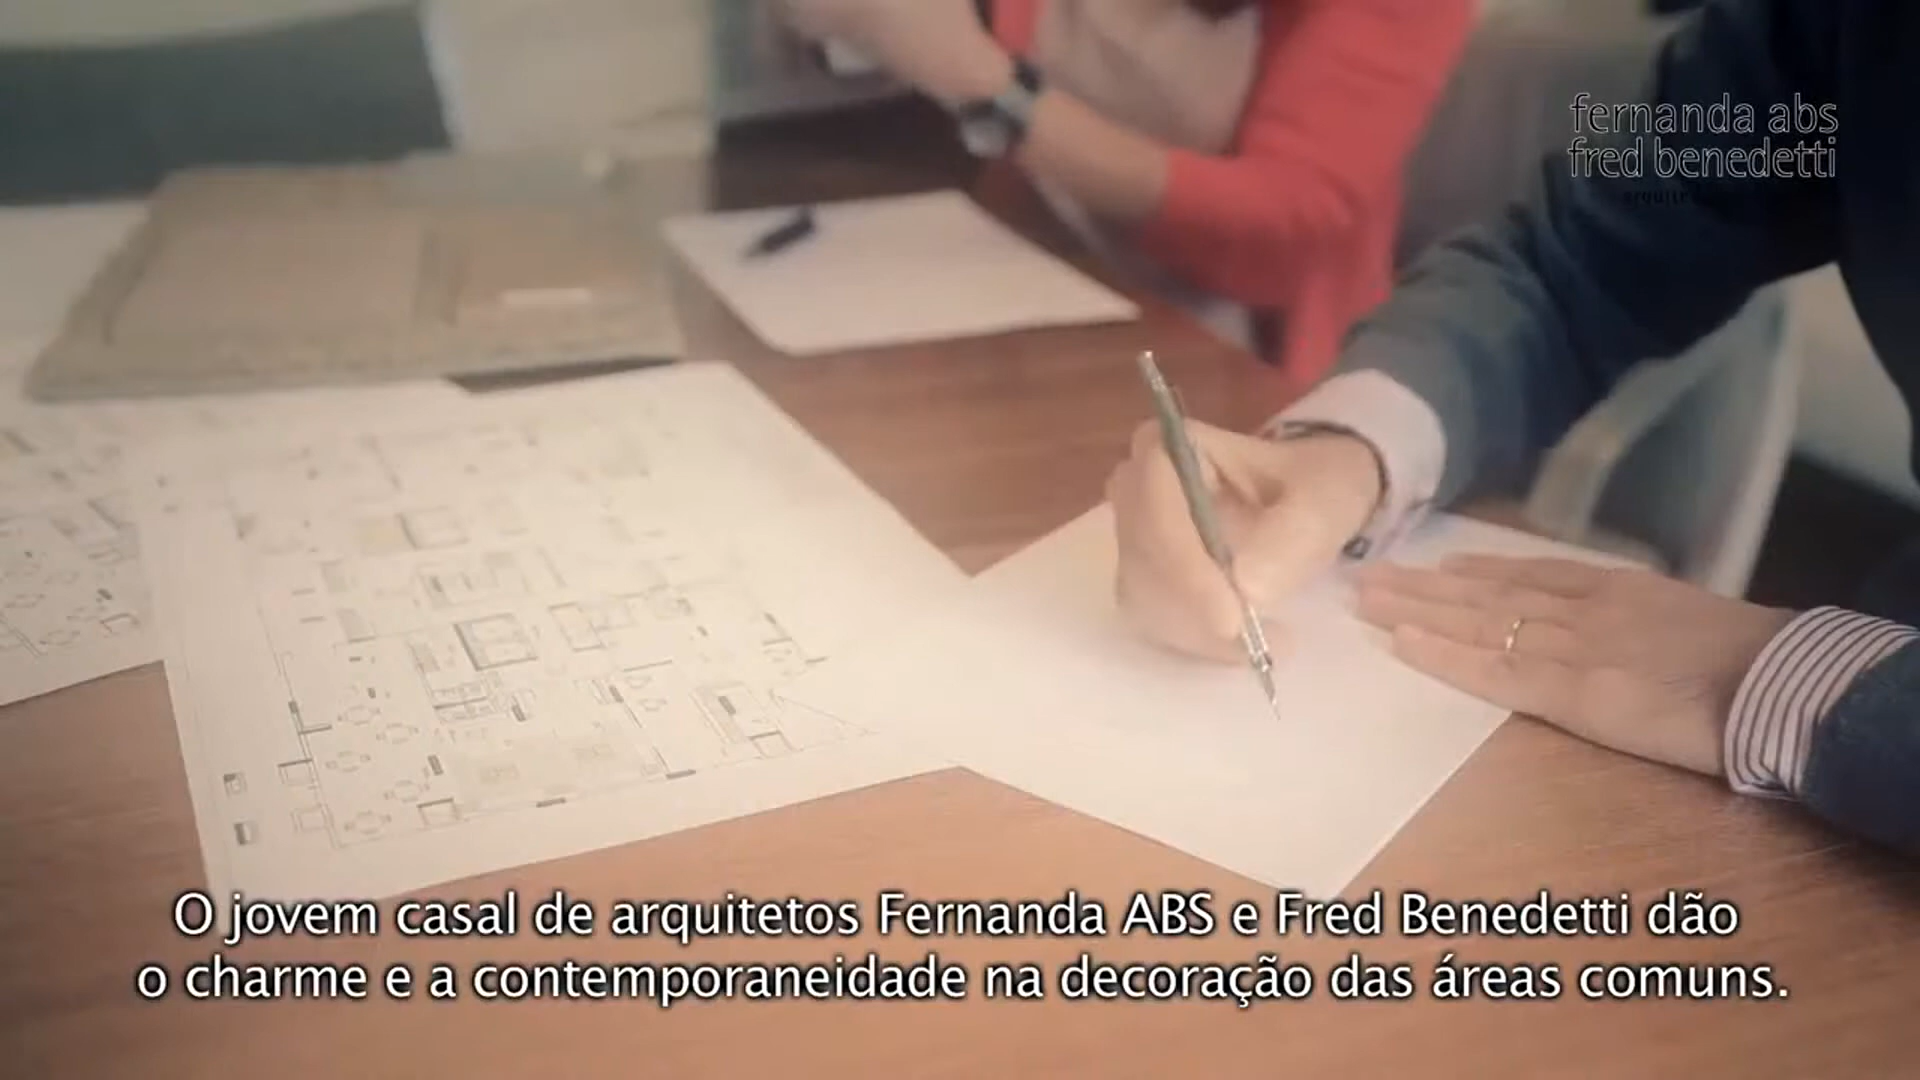 fernanda abs
fred benedetti
O jovem casal de arquitetos Fernanda ABS e Fred Benedetti dão
o charme e a contemporaneidade na decoração das áreas comuns.